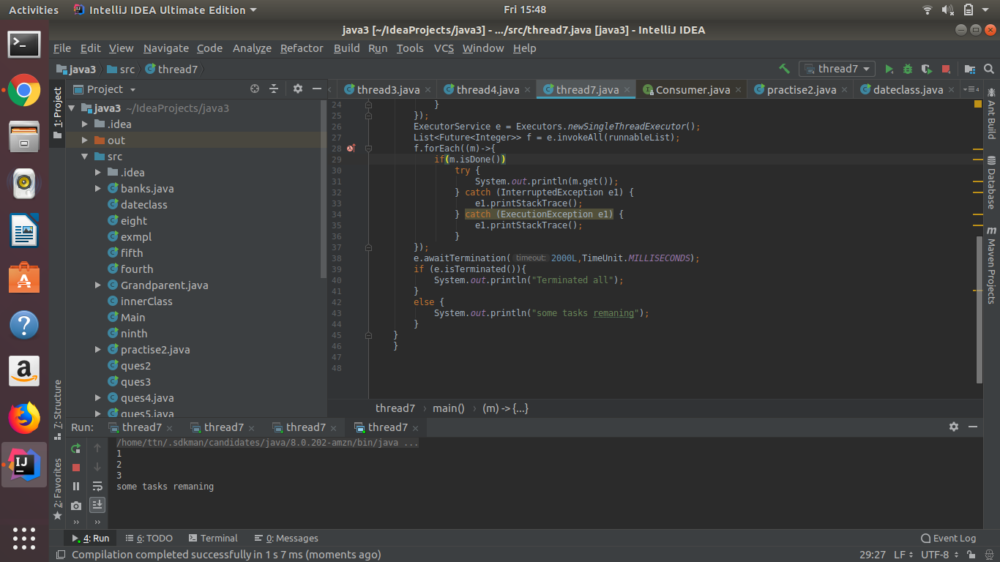 Activities IntelliJ IDEA Ultimate Edition Fri 15:48
java3 [~/IdeaProjects/java3] - .../src/thread7.java [java3] - IntelliJ IDEA
File Edit View Navigate Code Analyze Refactor Build Run Tools VCS Window Help
java3 src thread7 thread7
Project
thread3.java thread4.java thread7.java Consumer.java practise2.java dateclass.java 4
1: Project
java3 ~/IdeaProjects/java3
.idea
out
src
.idea
banks.java
dateclass
eight
exmpl
fifth
fourth
Grandparent.java
innerClass
Main
ninth
practise2.java
ques2
ques3
ques4.java
ques5.java
7: Structure
2: Favorites
24 }
25 });
26 ExecutorService e = Executors.newSingleThreadExecutor();
27 List<Future<Integer>> f = e.invokeAll(runnableList);
28 f.forEach((m)->{
29 if(m.isDone())
30 try {
31 System.out.println(m.get());
32 } catch (InterruptedException e1) {
33 e1.printStackTrace();
34 } catch (ExecutionException e1) {
35 e1.printStackTrace();
36 }
37 });
38 e.awaitTermination( timeout: 2000L,TimeUnit.MILLISECONDS);
39 if (e.isTerminated()){
40 System.out.println("Terminated all");
41 }
42 else {
43 System.out.println("some tasks remaning");
44 }
45 }
46 }
47
48
thread7 main() (m) -> {...}
Ant Build
Database
Maven Projects
Run: thread7 thread7 thread7 thread7
/home/ttn/.sdkman/candidates/java/8.0.202-amzn/bin/java ...
1
2
3
some tasks remaning
4: Run 6: TODO Terminal 0: Messages Event Log
Compilation completed successfully in 1 s 7 ms (moments ago) 29:27 LF UTF-8